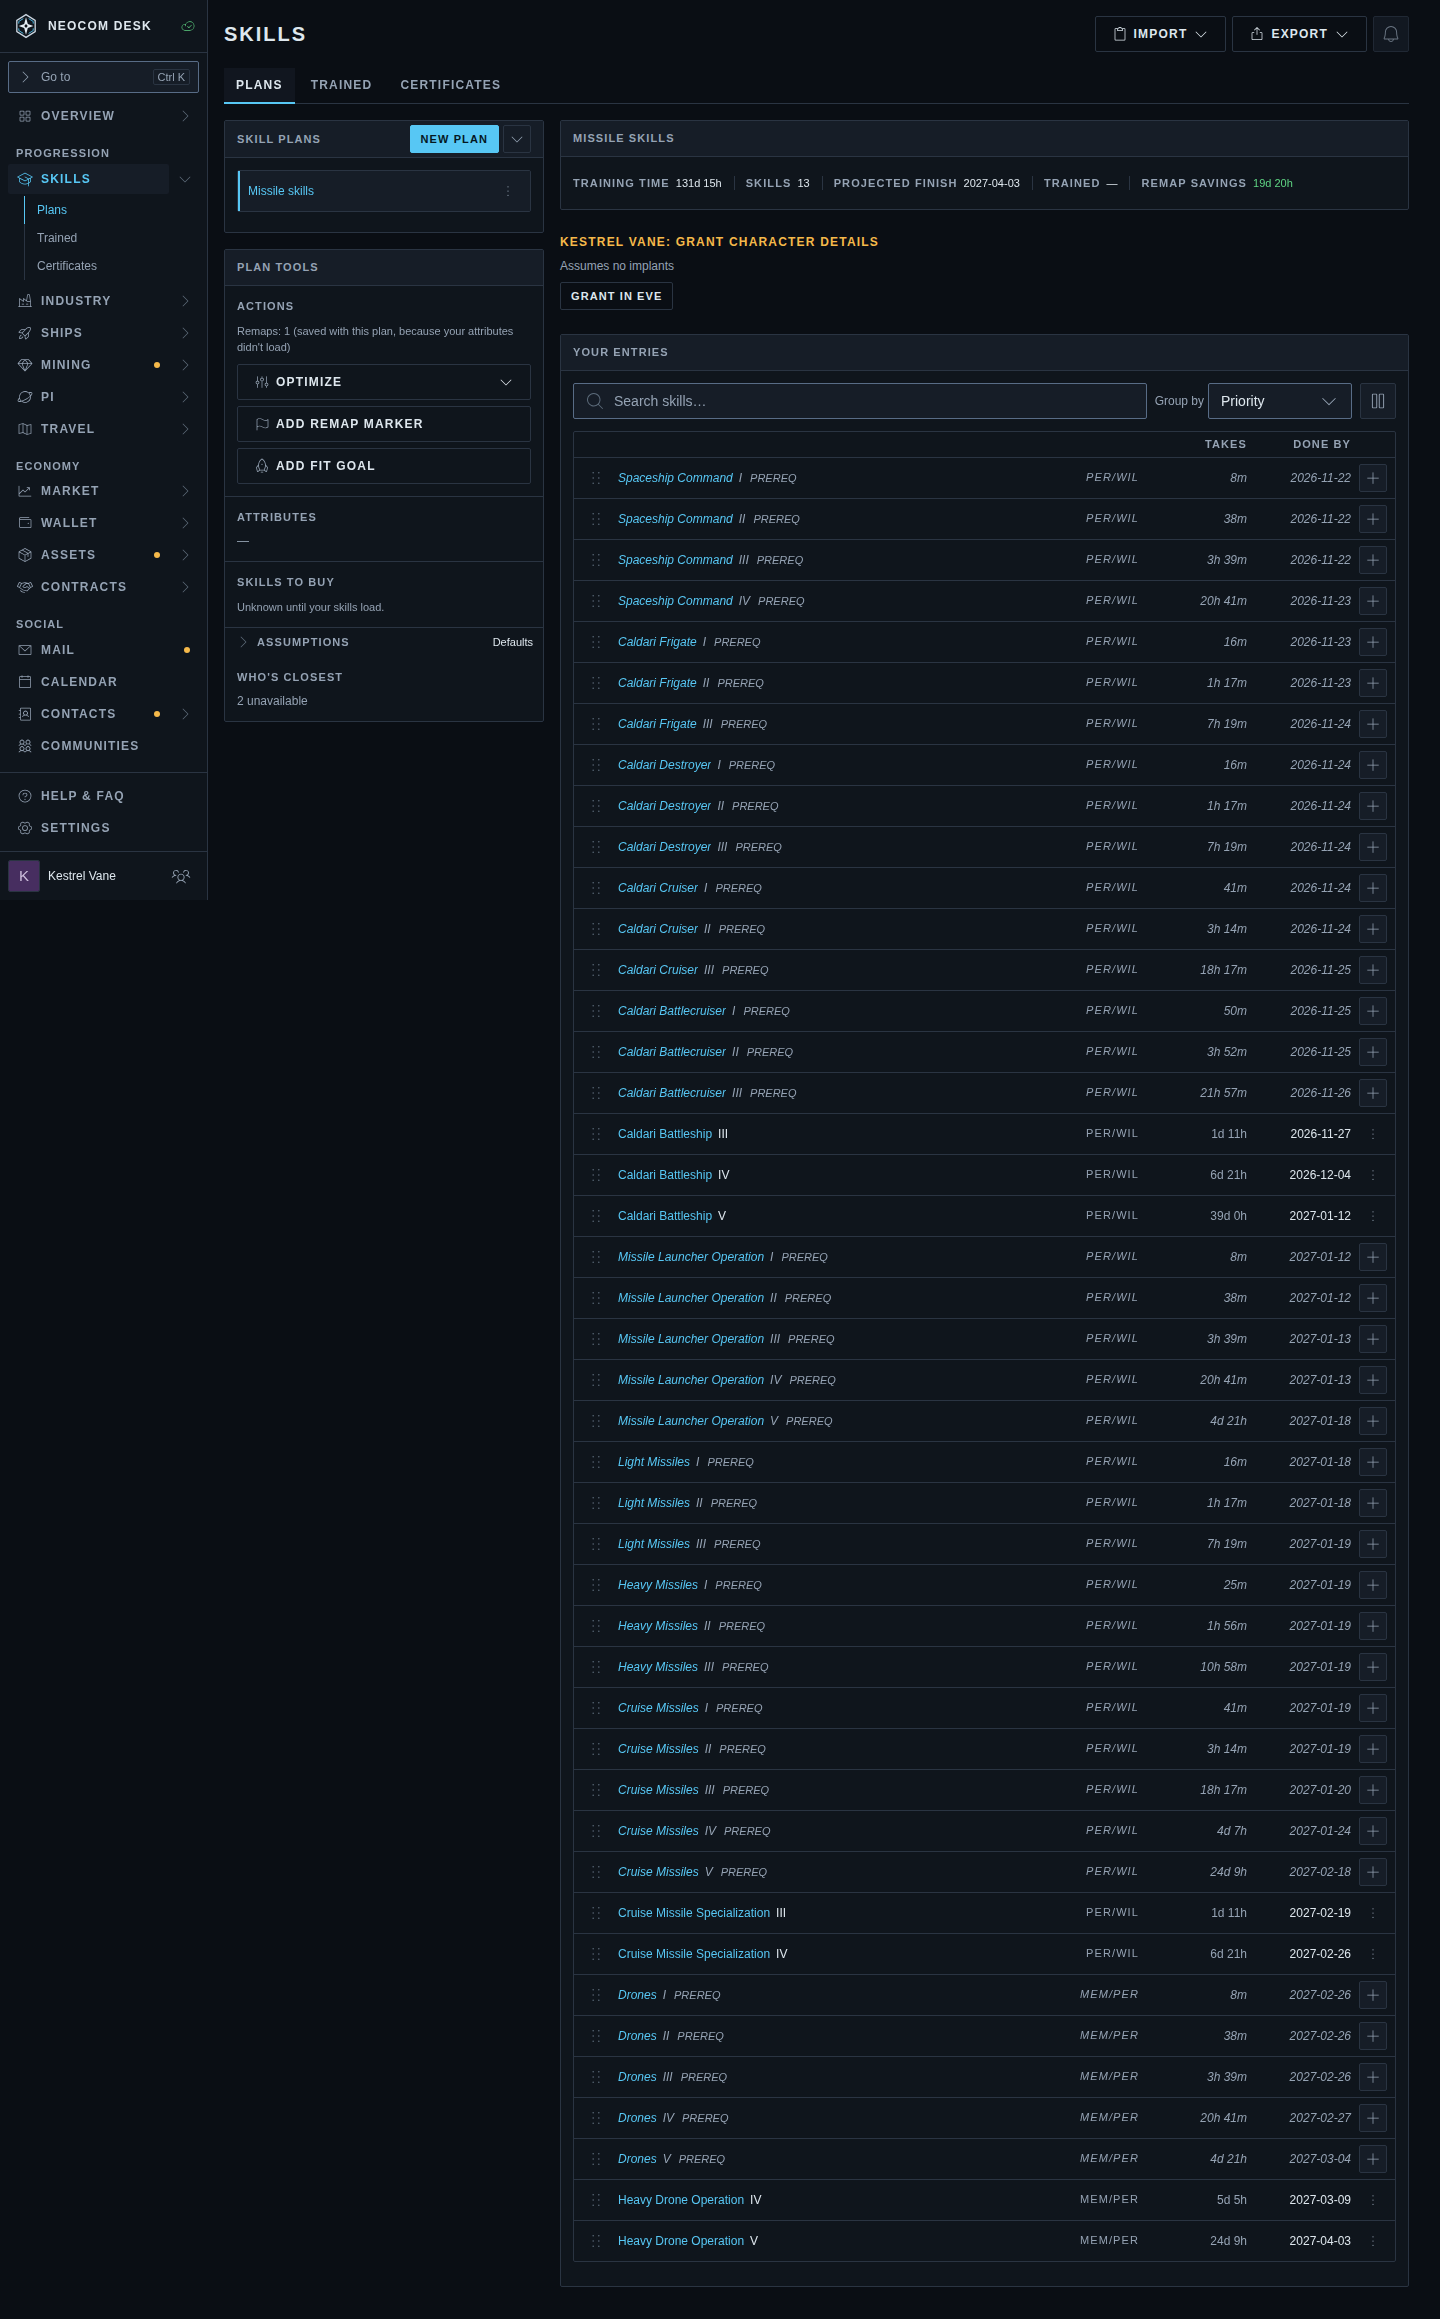 NEOCOM DESK
Go to Ctrl K
OVERVIEW
PROGRESSION
SKILLS
Plans
Trained
Certificates
INDUSTRY
SHIPS
MINING
PI
TRAVEL
ECONOMY
MARKET
WALLET
ASSETS
CONTRACTS
SOCIAL
MAIL
CALENDAR
CONTACTS
COMMUNITIES
HELP & FAQ
SETTINGS
K Kestrel Vane
SKILLS
IMPORT
EXPORT
PLANS TRAINED CERTIFICATES
SKILL PLANS NEW PLAN
Missile skills
PLAN TOOLS
ACTIONS
Remaps: 1 (saved with this plan, because your attributes
didn't load)
OPTIMIZE
ADD REMAP MARKER
ADD FIT GOAL
ATTRIBUTES
—
SKILLS TO BUY
Unknown until your skills load.
ASSUMPTIONS Defaults
WHO'S CLOSEST
2 unavailable
MISSILE SKILLS
TRAINING TIME 131d 15h SKILLS 13 PROJECTED FINISH 2027-04-03 TRAINED — REMAP SAVINGS 19d 20h
KESTREL VANE: GRANT CHARACTER DETAILS
Assumes no implants
GRANT IN EVE
YOUR ENTRIES
Search skills… Group by Priority
TAKES DONE BY
Spaceship Command I PREREQ PER/WIL 8m 2026-11-22
Spaceship Command II PREREQ PER/WIL 38m 2026-11-22
Spaceship Command III PREREQ PER/WIL 3h 39m 2026-11-22
Spaceship Command IV PREREQ PER/WIL 20h 41m 2026-11-23
Caldari Frigate I PREREQ PER/WIL 16m 2026-11-23
Caldari Frigate II PREREQ PER/WIL 1h 17m 2026-11-23
Caldari Frigate III PREREQ PER/WIL 7h 19m 2026-11-24
Caldari Destroyer I PREREQ PER/WIL 16m 2026-11-24
Caldari Destroyer II PREREQ PER/WIL 1h 17m 2026-11-24
Caldari Destroyer III PREREQ PER/WIL 7h 19m 2026-11-24
Caldari Cruiser I PREREQ PER/WIL 41m 2026-11-24
Caldari Cruiser II PREREQ PER/WIL 3h 14m 2026-11-24
Caldari Cruiser III PREREQ PER/WIL 18h 17m 2026-11-25
Caldari Battlecruiser I PREREQ PER/WIL 50m 2026-11-25
Caldari Battlecruiser II PREREQ PER/WIL 3h 52m 2026-11-25
Caldari Battlecruiser III PREREQ PER/WIL 21h 57m 2026-11-26
Caldari Battleship III PER/WIL 1d 11h 2026-11-27
Caldari Battleship IV PER/WIL 6d 21h 2026-12-04
Caldari Battleship V PER/WIL 39d 0h 2027-01-12
Missile Launcher Operation I PREREQ PER/WIL 8m 2027-01-12
Missile Launcher Operation II PREREQ PER/WIL 38m 2027-01-12
Missile Launcher Operation III PREREQ PER/WIL 3h 39m 2027-01-13
Missile Launcher Operation IV PREREQ PER/WIL 20h 41m 2027-01-13
Missile Launcher Operation V PREREQ PER/WIL 4d 21h 2027-01-18
Light Missiles I PREREQ PER/WIL 16m 2027-01-18
Light Missiles II PREREQ PER/WIL 1h 17m 2027-01-18
Light Missiles III PREREQ PER/WIL 7h 19m 2027-01-19
Heavy Missiles I PREREQ PER/WIL 25m 2027-01-19
Heavy Missiles II PREREQ PER/WIL 1h 56m 2027-01-19
Heavy Missiles III PREREQ PER/WIL 10h 58m 2027-01-19
Cruise Missiles I PREREQ PER/WIL 41m 2027-01-19
Cruise Missiles II PREREQ PER/WIL 3h 14m 2027-01-19
Cruise Missiles III PREREQ PER/WIL 18h 17m 2027-01-20
Cruise Missiles IV PREREQ PER/WIL 4d 7h 2027-01-24
Cruise Missiles V PREREQ PER/WIL 24d 9h 2027-02-18
Cruise Missile Specialization III PER/WIL 1d 11h 2027-02-19
Cruise Missile Specialization IV PER/WIL 6d 21h 2027-02-26
Drones I PREREQ MEM/PER 8m 2027-02-26
Drones II PREREQ MEM/PER 38m 2027-02-26
Drones III PREREQ MEM/PER 3h 39m 2027-02-26
Drones IV PREREQ MEM/PER 20h 41m 2027-02-27
Drones V PREREQ MEM/PER 4d 21h 2027-03-04
Heavy Drone Operation IV MEM/PER 5d 5h 2027-03-09
Heavy Drone Operation V MEM/PER 24d 9h 2027-04-03